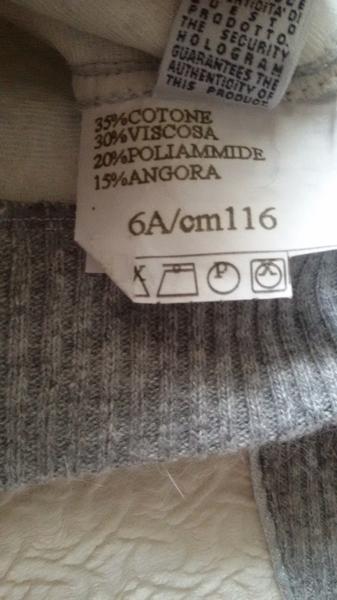 QUESTO
PRODOTTO.
THE SECURITY
HOLOGRAM
GUARANTEES THE
AUTHENTICITY OF
THIS PRODUCT
35%COTONE
30%VISCOSA
20%POLIAMMIDE
15%ANGORA
6A/cm116
P